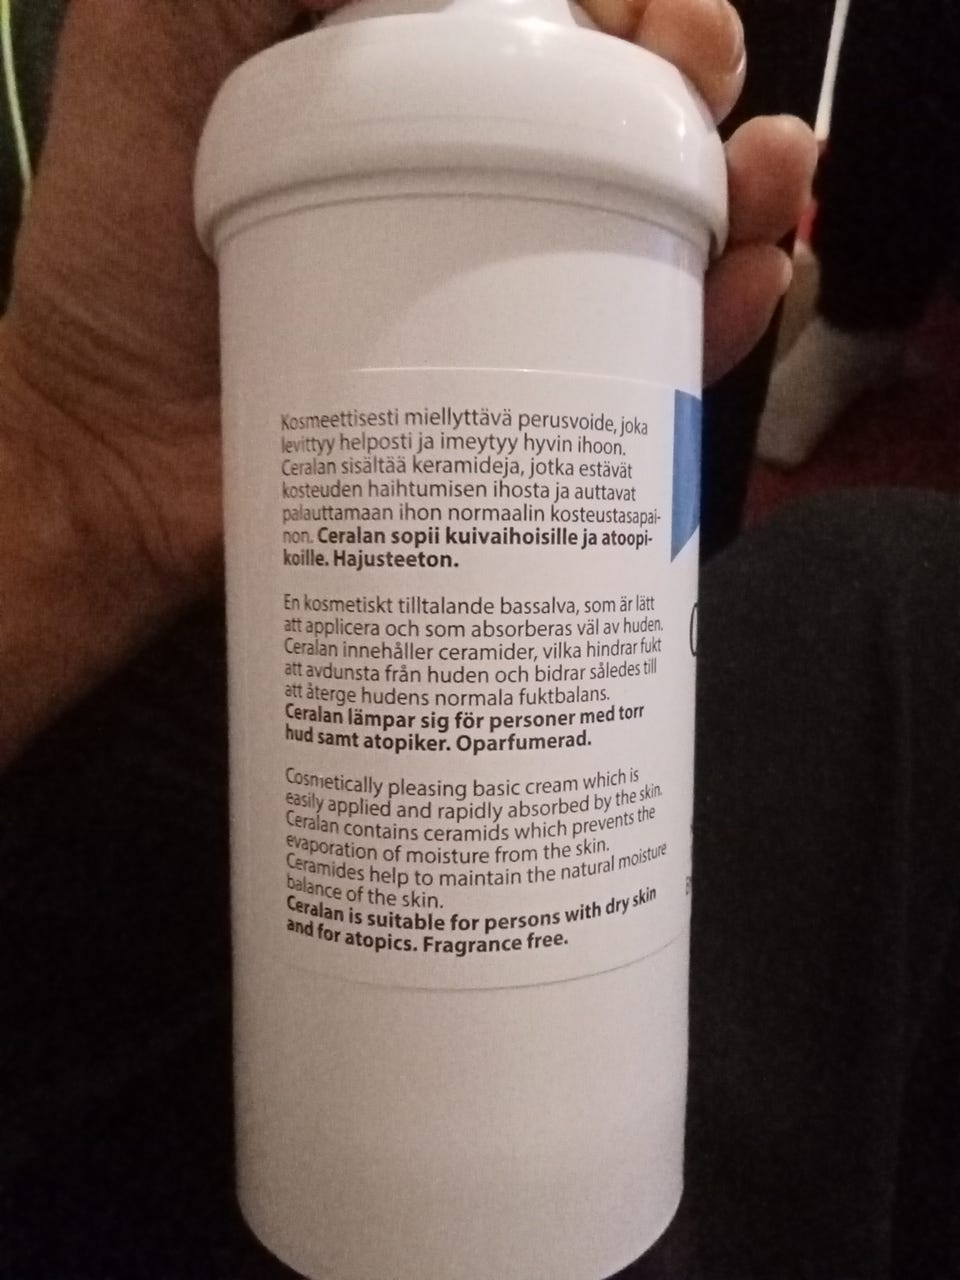 Kosmeettisesti miellyttävä perusvoide, joka
levittyy helposti ja imeytyy hyvin ihoon.
Ceralan sisältää keramideja, jotka estävät
kosteuden haihtumisen ihosta ja auttavat
palauttamaan ihon normaalin kosteustasapai-
non. Ceralan sopii kuivaihoisille ja atoopi-
koille. Hajusteeton.
En kosmetiskt tilltalande bassalva, som är lätt
att applicera och som absorberas väl av huden.
Ceralan innehåller ceramider, vilka hindrar fukt
att avdunsta från huden och bidrar således till
att återge hudens normala fuktbalans.
Ceralan lämpar sig för personer med torr
hud samt atopiker. Oparfumerad.
Cosmetically pleasing basic cream which is
easily applied and rapidly absorbed by the skin.
Ceralan contains ceramids which prevents the
evaporation of moisture from the skin.
Ceramides help to maintain the natural moisture
balance of the skin.
Ceralan is suitable for persons with dry skin
and for atopics. Fragrance free.